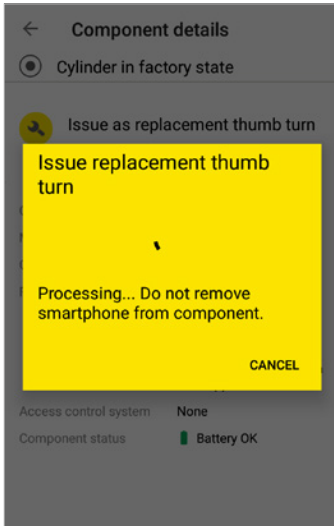 Component details
Cylinder in factory state
Issue as replacement thumb turn
Issue replacement thumb
turn
Processing... Do not remove
smartphone from component.
CANCEL
Access control system None
Component status Battery OK